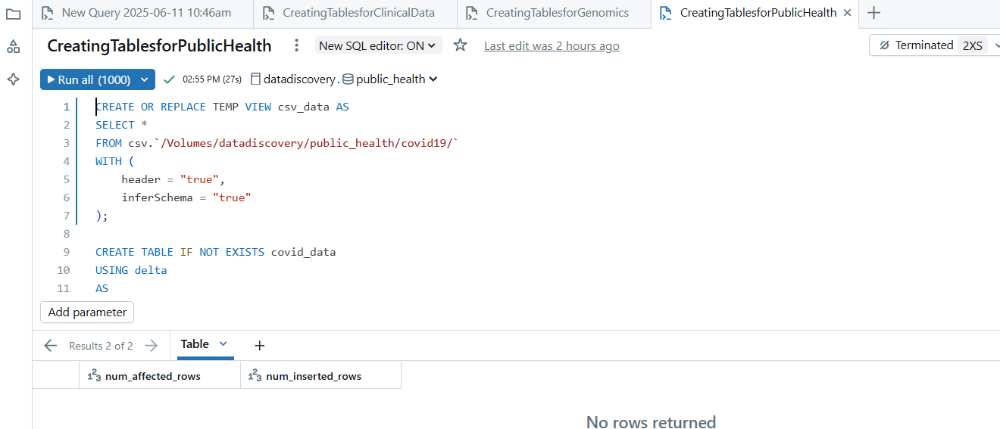 New Query 2025-06-11 10:46am CreatingTablesforClinicalData CreatingTablesforGenomics CreatingTablesforPublicHealth
CreatingTablesforPublicHealth New SQL editor: ON Last edit was 2 hours ago Terminated 2XS
Run all (1000) 02:55 PM (27s) datadiscovery. public_health
1 CREATE OR REPLACE TEMP VIEW csv_data AS
2 SELECT *
3 FROM csv.`/Volumes/datadiscovery/public_health/covid19/`
4 WITH (
5 header = "true",
6 inferSchema = "true"
7 );
8
9 CREATE TABLE IF NOT EXISTS covid_data
10 USING delta
11 AS
Add parameter
Results 2 of 2 Table
123 num_affected_rows 123 num_inserted_rows
No rows returned